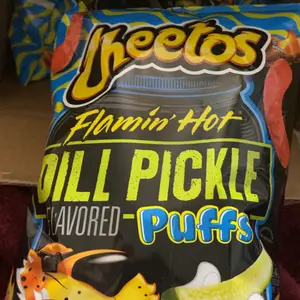 Cheetos
Flamin' Hot
DILL PICKLE
FLAVORED - Puffs